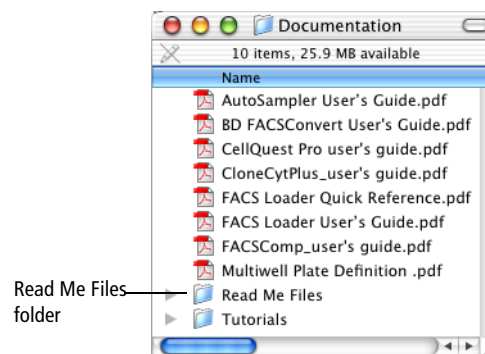 Documentation
10 items, 25.9 MB available
Name
AutoSampler User's Guide.pdf
BD FACSConvert User's Guide.pdf
CellQuest Pro user's guide.pdf
CloneCytPlus_user's guide.pdf
FACS Loader Quick Reference.pdf
FACS Loader User's Guide.pdf
FACSComp_user's guide.pdf
Multiwell Plate Definition .pdf
Read Me Files
Tutorials
Read Me Files
folder